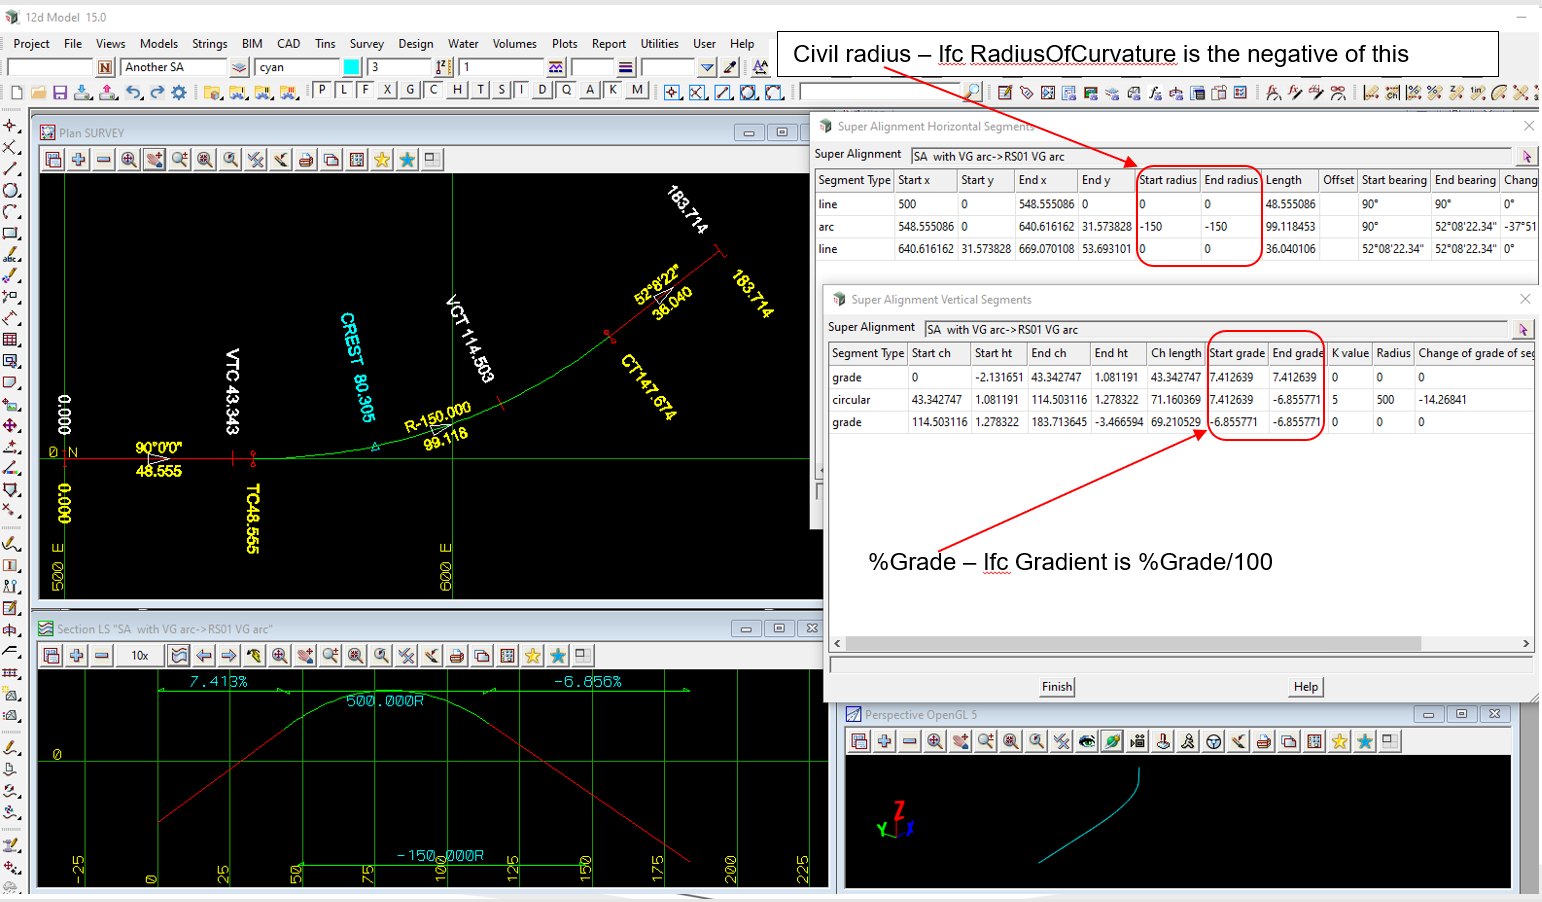 12d Model 15.0
Project File Views Models Strings BIM CAD Tins Survey Design Water Volumes Plots Report Utilities User Help
N Another SA cyan 3 1
P L F X G C H T S I D Q A K M
Civil radius – Ifc RadiusOfCurvature is the negative of this
Plan SURVEY
183.714
183.714
52°8'22"
36.040
VCT 114.503
CREST 80.305
CT147.674
R-150.000
99.118
VTC 43.343
0.000
0 N
90°0'0"
48.555
0.000
TC48.555
500 E
600 E
Super Alignment Horizontal Segments
Super Alignment SA with VG arc->RS01 VG arc
Segment Type Start x Start y End x End y Start radius End radius Length Offset Start bearing End bearing Chang
line 500 0 548.555086 0 0 0 48.555086 90° 90° 0°
arc 548.555086 0 640.616162 31.573828 -150 -150 99.118453 90° 52°08'22.34" -37°51
line 640.616162 31.573828 669.070108 53.693101 0 0 36.040106 52°08'22.34" 52°08'22.34" 0°
Super Alignment Vertical Segments
Super Alignment SA with VG arc->RS01 VG arc
Segment Type Start ch Start ht End ch End ht Ch length Start grade End grade K value Radius Change of grade of seg
grade 0 -2.131651 43.342747 1.081191 43.342747 7.412639 7.412639 0 0 0
circular 43.342747 1.081191 114.503116 1.278322 71.160369 7.412639 -6.855771 5 500 -14.26841
grade 114.503116 1.278322 183.713645 -3.466594 69.210529 -6.855771 -6.855771 0 0 0
%Grade – Ifc Gradient is %Grade/100
Finish Help
Section LS "SA with VG arc->RS01 VG arc"
10x
7.413% -6.856%
500.000R
0
-150.000R
-25 0 25 50 75 100 125 150 175 200 225
Perspective OpenGL 5
Z
Y X